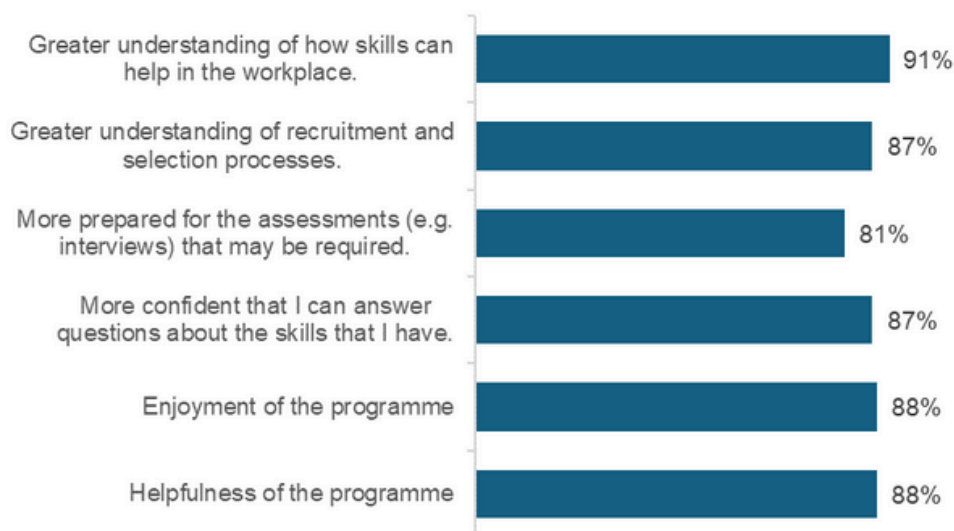 Greater understanding of how skills can
help in the workplace.
91%
Greater understanding of recruitment and
selection processes.
87%
More prepared for the assessments (e.g.
interviews) that may be required.
81%
More confident that I can answer
questions about the skills that I have.
87%
Enjoyment of the programme
88%
Helpfulness of the programme
88%